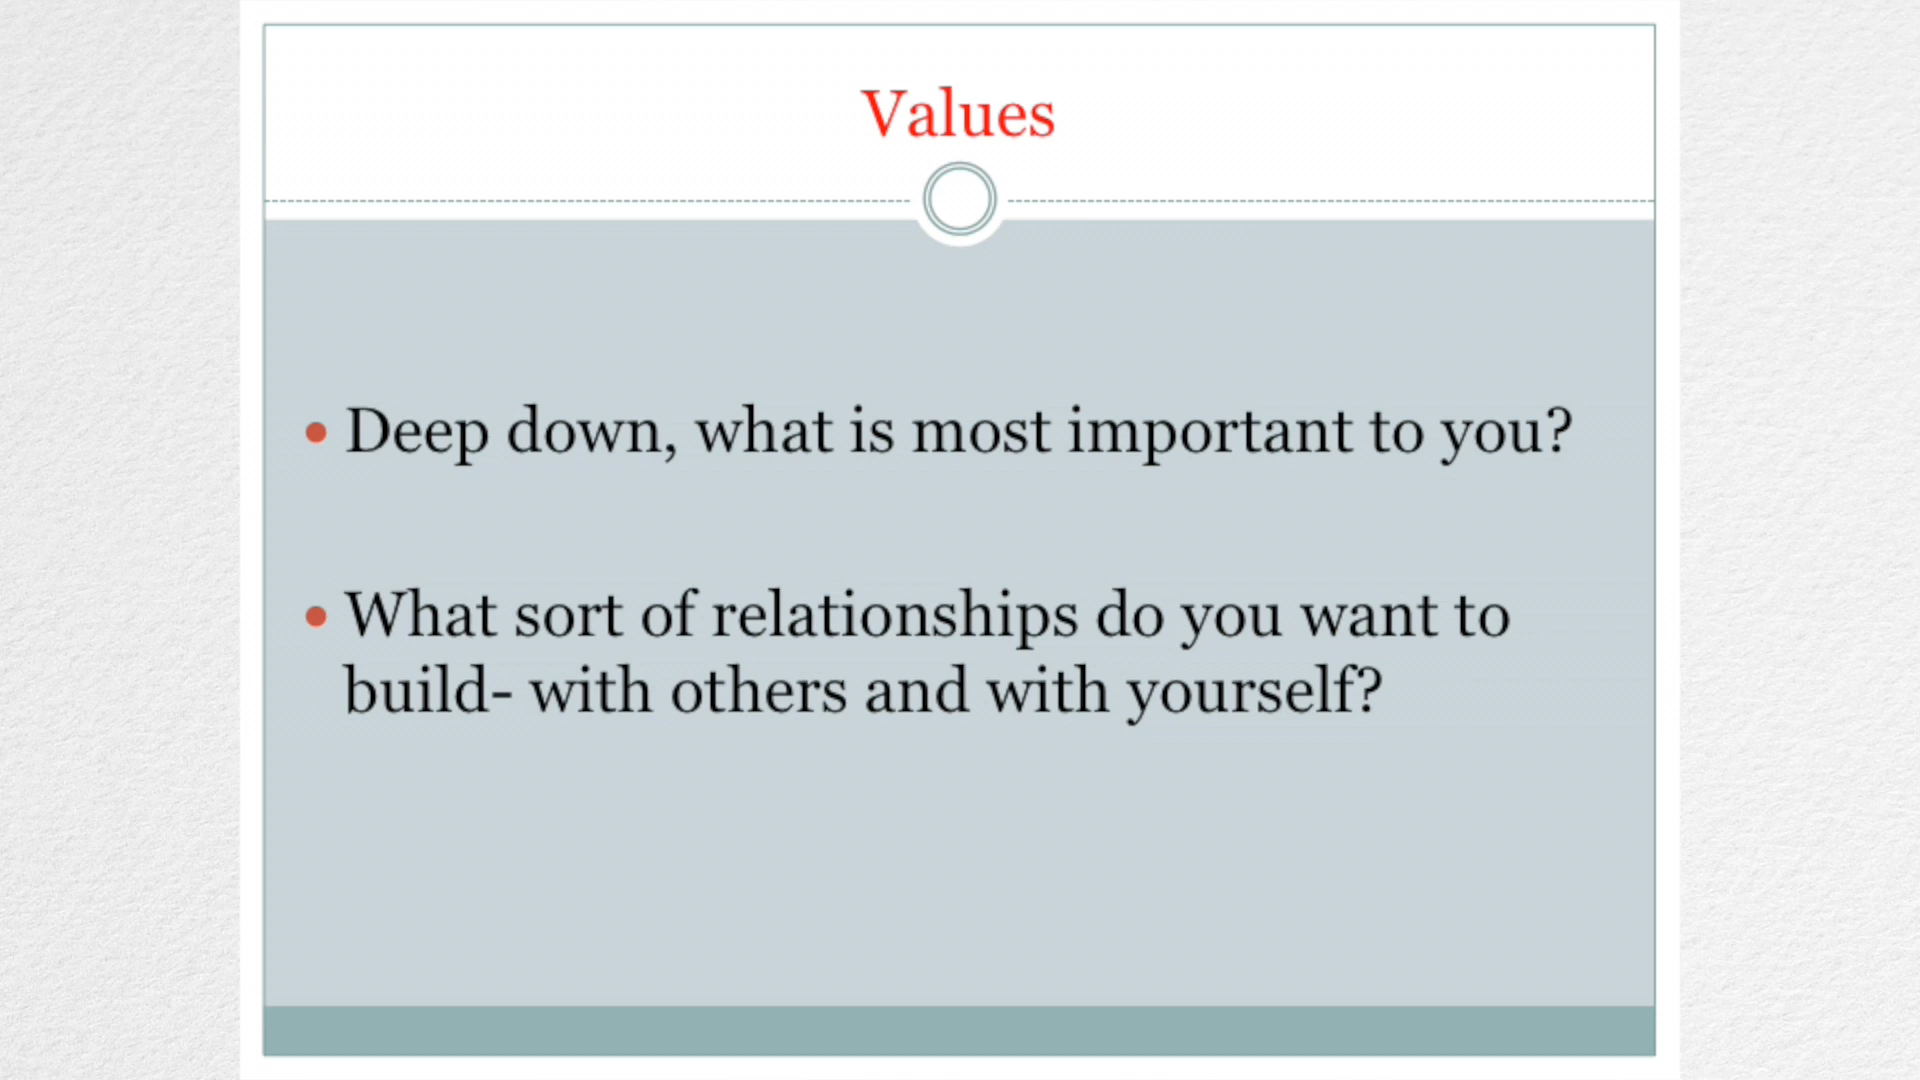 Values
• Deep down, what is most important to you?
• What sort of relationships do you want to
build- with others and with yourself?